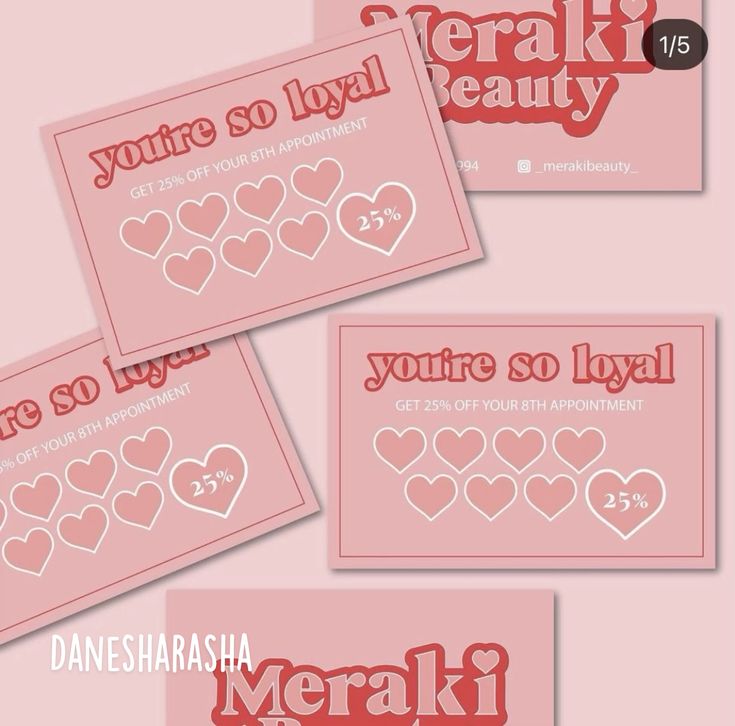 Meraki
Beauty
1/5
994
_merakibeauty_
you're so loyal
GET 25% OFF YOUR 8TH APPOINTMENT
25%
you're so loyal
GET 25% OFF YOUR 8TH APPOINTMENT
25%
're so loyal
% OFF YOUR 8TH APPOINTMENT
25%
DANESHARASHA
Meraki